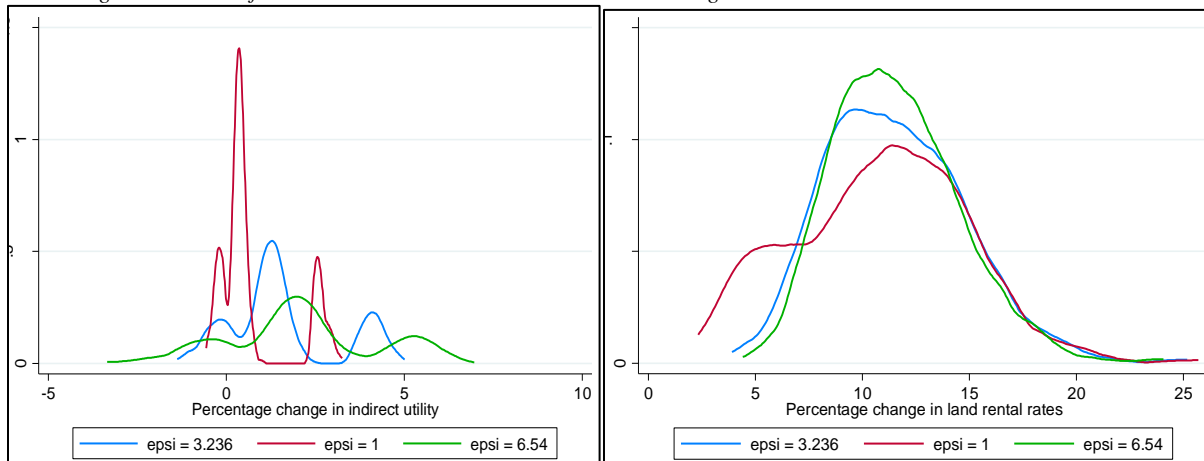 1
0
-5
0
5
10
Percentage change in indirect utility
epsi = 3.236
epsi = 1
epsi = 6.54
.1
0
0
5
10
15
20
25
Percentage change in land rental rates
epsi = 3.236
epsi = 1
epsi = 6.54